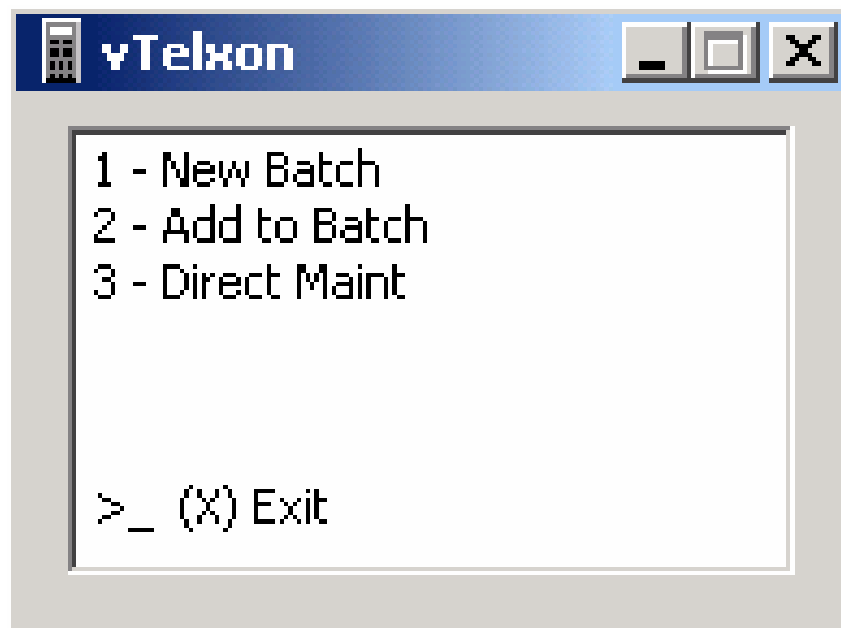 vTelxon
1 - New Batch
2 - Add to Batch
3 - Direct Maint
>_ (X) Exit